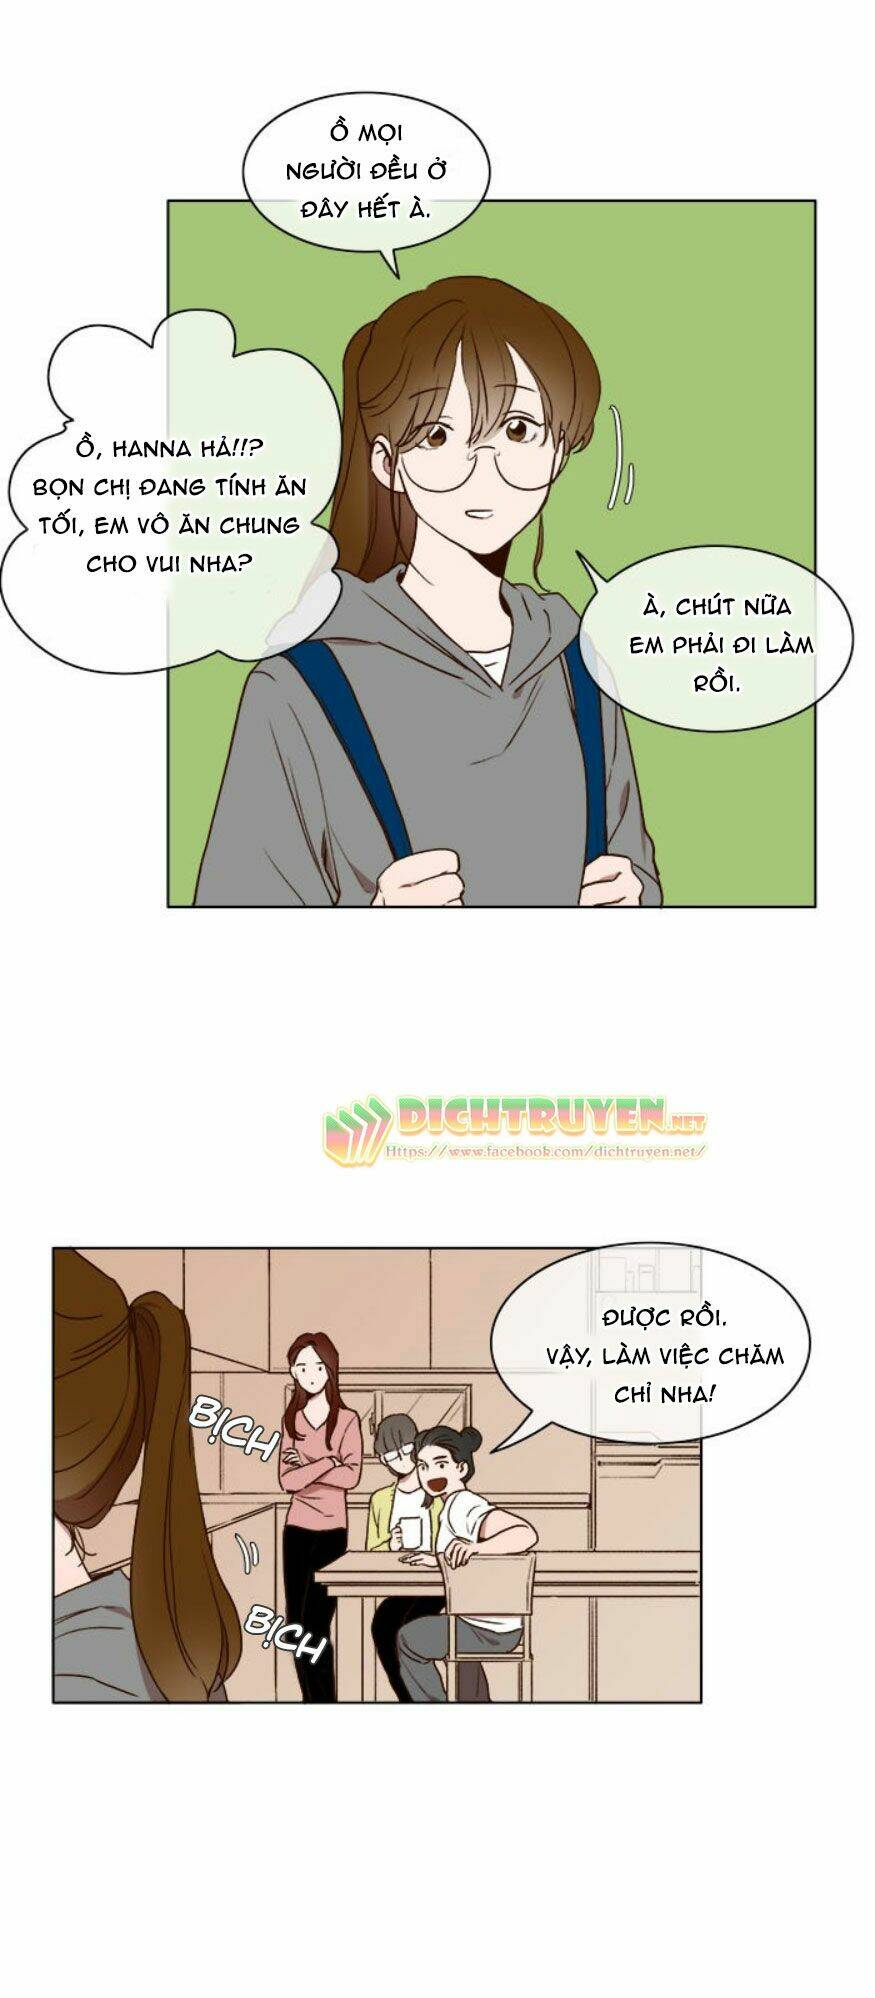 Ồ MỌI
NGƯỜI ĐỀU Ở
ĐÂY HẾT À.
Ồ, HANNA HẢ!!?
BỌN CHỊ ĐANG TÍNH ĂN
TỐI, EM VÔ ĂN CHUNG
CHO VUI NHA?
À, CHÚT NỮA
EM PHẢI ĐI LÀM
RỒI.
DICHTRUYEN.NET
Https://www.facebook.com/dichtruyen.net/
ĐƯỢC RỒI.
VẬY, LÀM VIỆC CHĂM
CHỈ NHA!
BỊCH
BỊCH